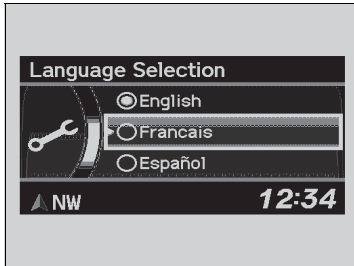 Language Selection
English
Francais
Español
NW
12:34